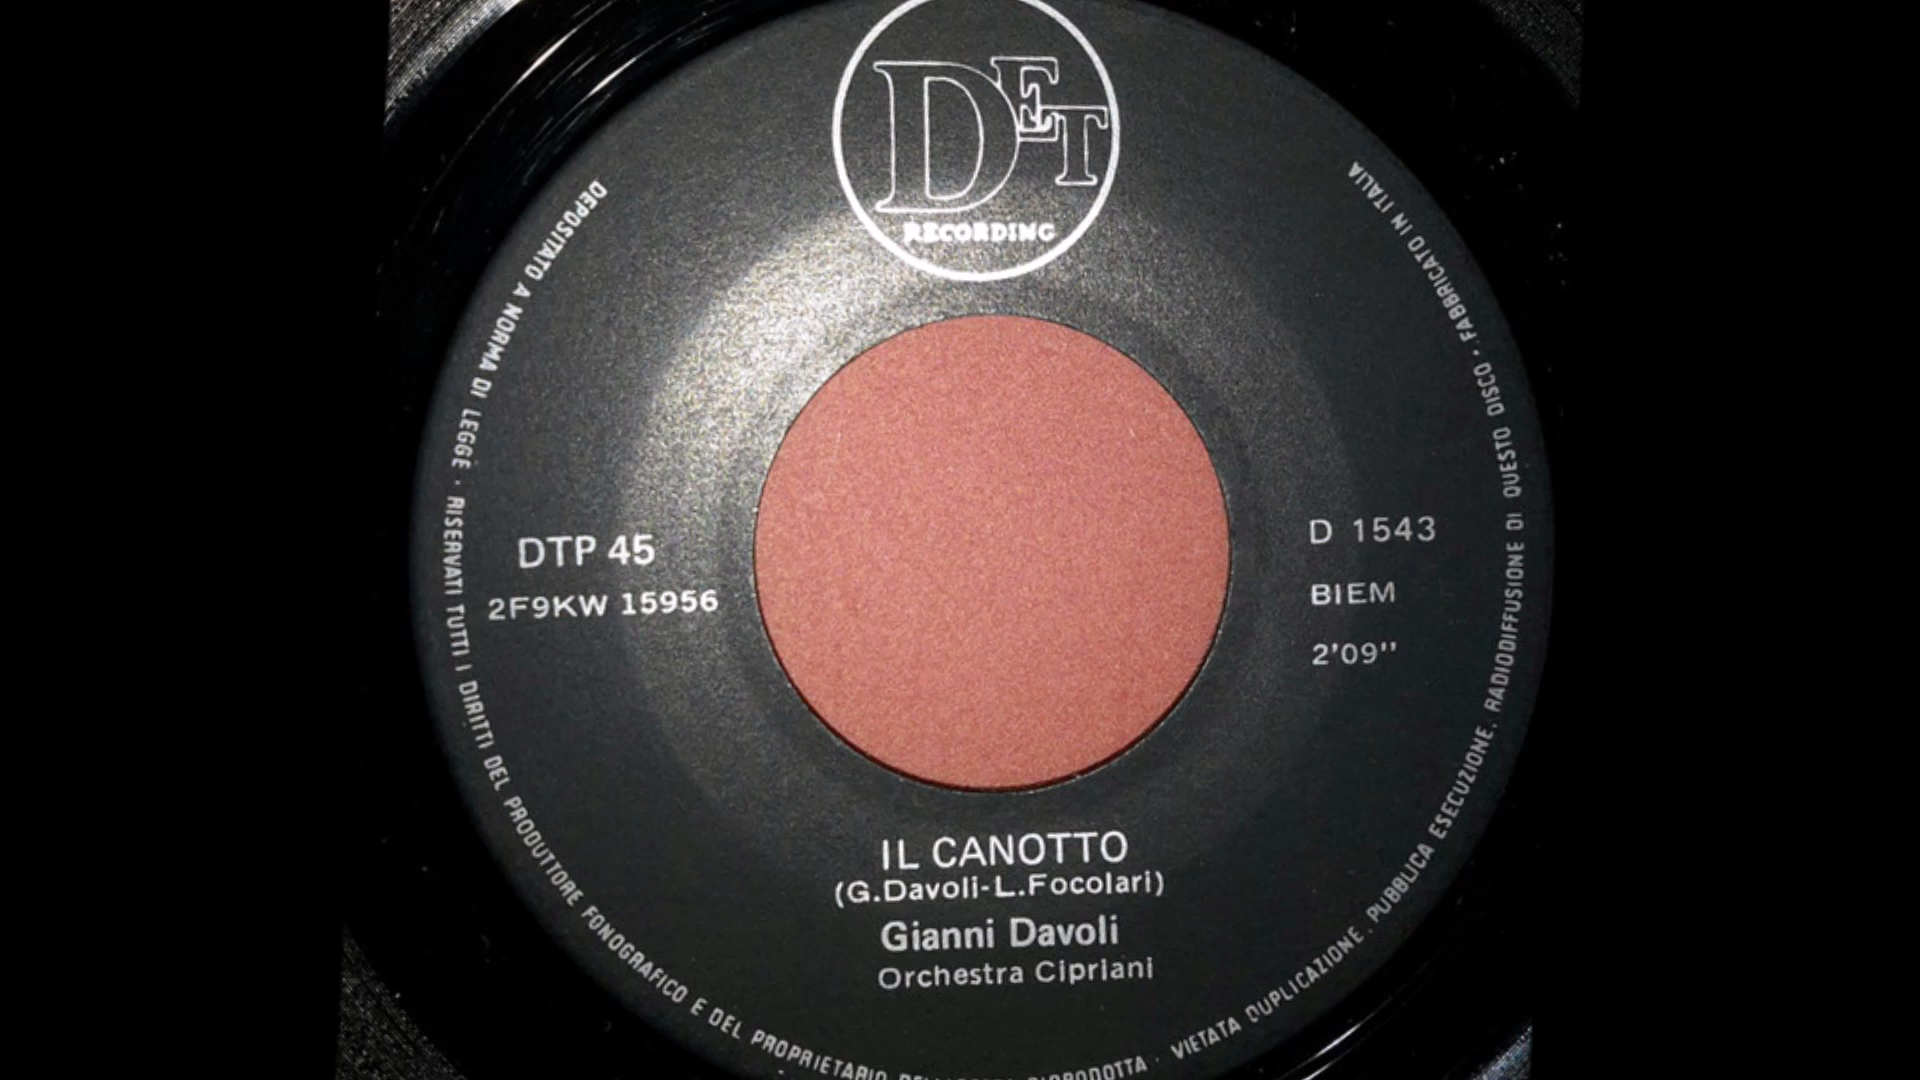 DET
RECORDING
DEPOSITATO A NORMA DI LEGGE · RISERVATI TUTTI I DIRITTI DEL PRODUTTORE FONOGRAFICO E DEL PROPRIETARIO RIPRODOTTA · VIETATA DUPLICAZIONE, PUBBLICA ESECUZIONE, RADIODIFFUSIONE DI QUESTO DISCO · FABBRICATO IN ITALIA
DTP 45
2F9KW 15956
D 1543
BIEM
2'09''
IL CANOTTO
(G.Davoli-L.Focolari)
Gianni Davoli
Orchestra Cipriani